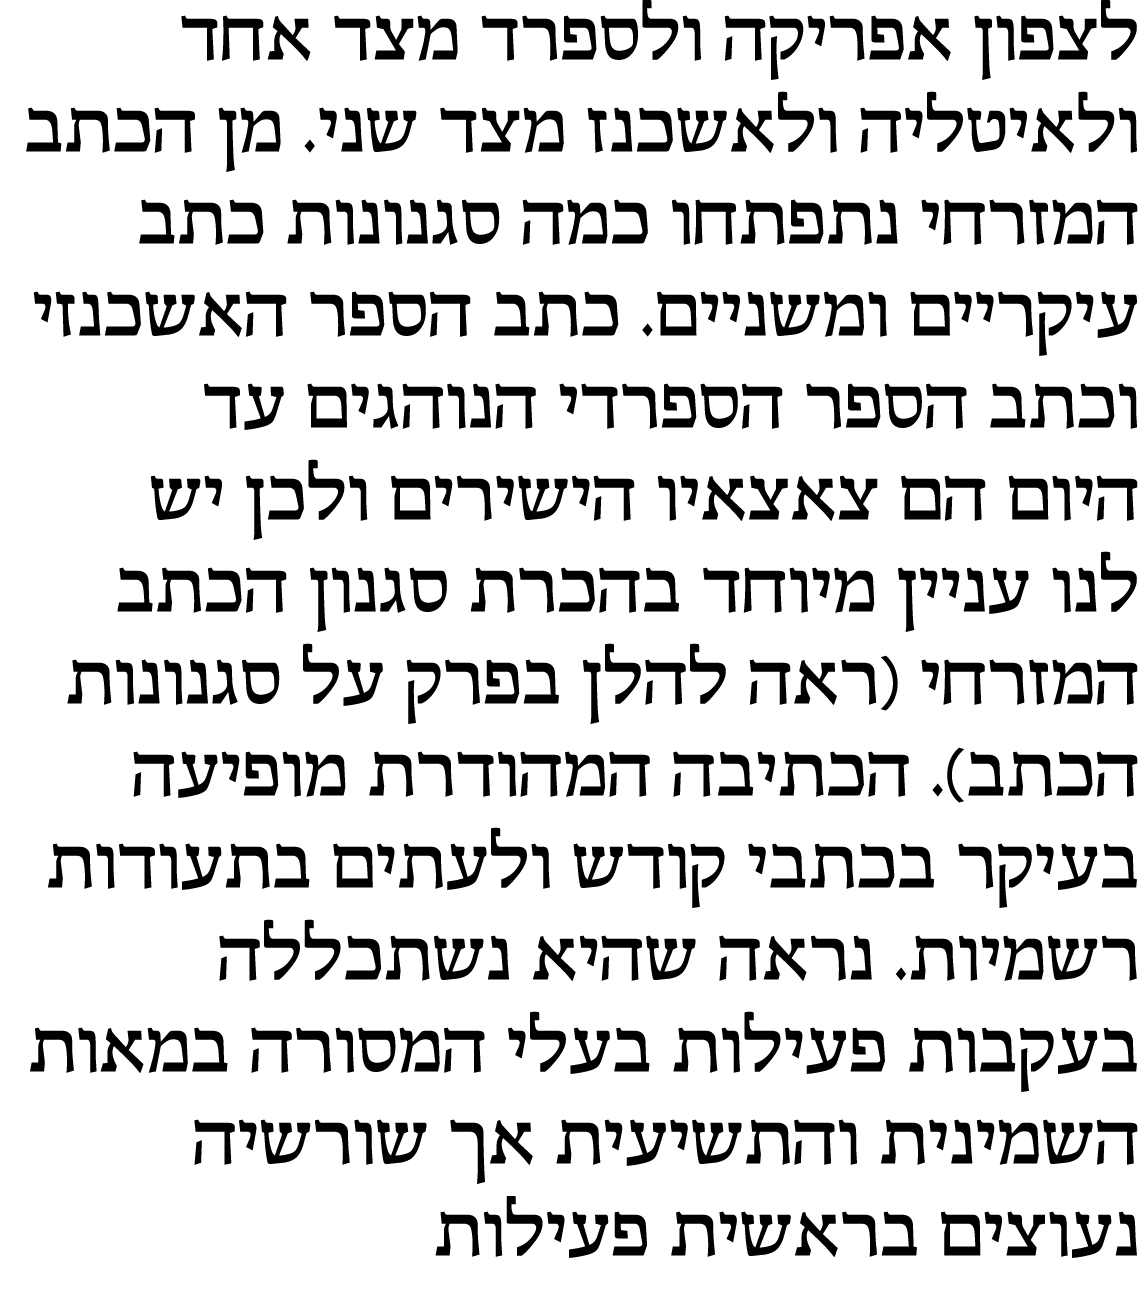 לצפון אפריקה ולספרד מצד אחד
ולאיטליה ולאשכנז מצד שני. מן הכתב
המזרחי נתפתחו כמה סגנונות כתב
עיקריים ומשניים. כתב הספר האשכנזי
וכתב הספר הספרדי הנוהגים עד
היום הם צאצאיו הישירים ולכן יש
לנו עניין מיוחד בהכרת סגנון הכתב
המזרחי (ראה להלן בפרק על סגנונות
הכתב). הכתיבה המהודרת מופיעה
בעיקר בכתבי קודש ולעתים בתעודות
רשמיות. נראה שהיא נשתכללה
בעקבות פעילות בעלי המסורה במאות
השמינית והתשיעית אך שורשיה
נעוצים בראשית פעילות